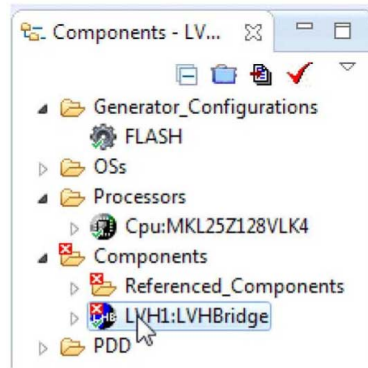 Components - LV...
Generator_Configurations
FLASH
OSs
Processors
Cpu:MKL25Z128VLK4
Components
Referenced_Components
LVH1:LVHBridge
PDD